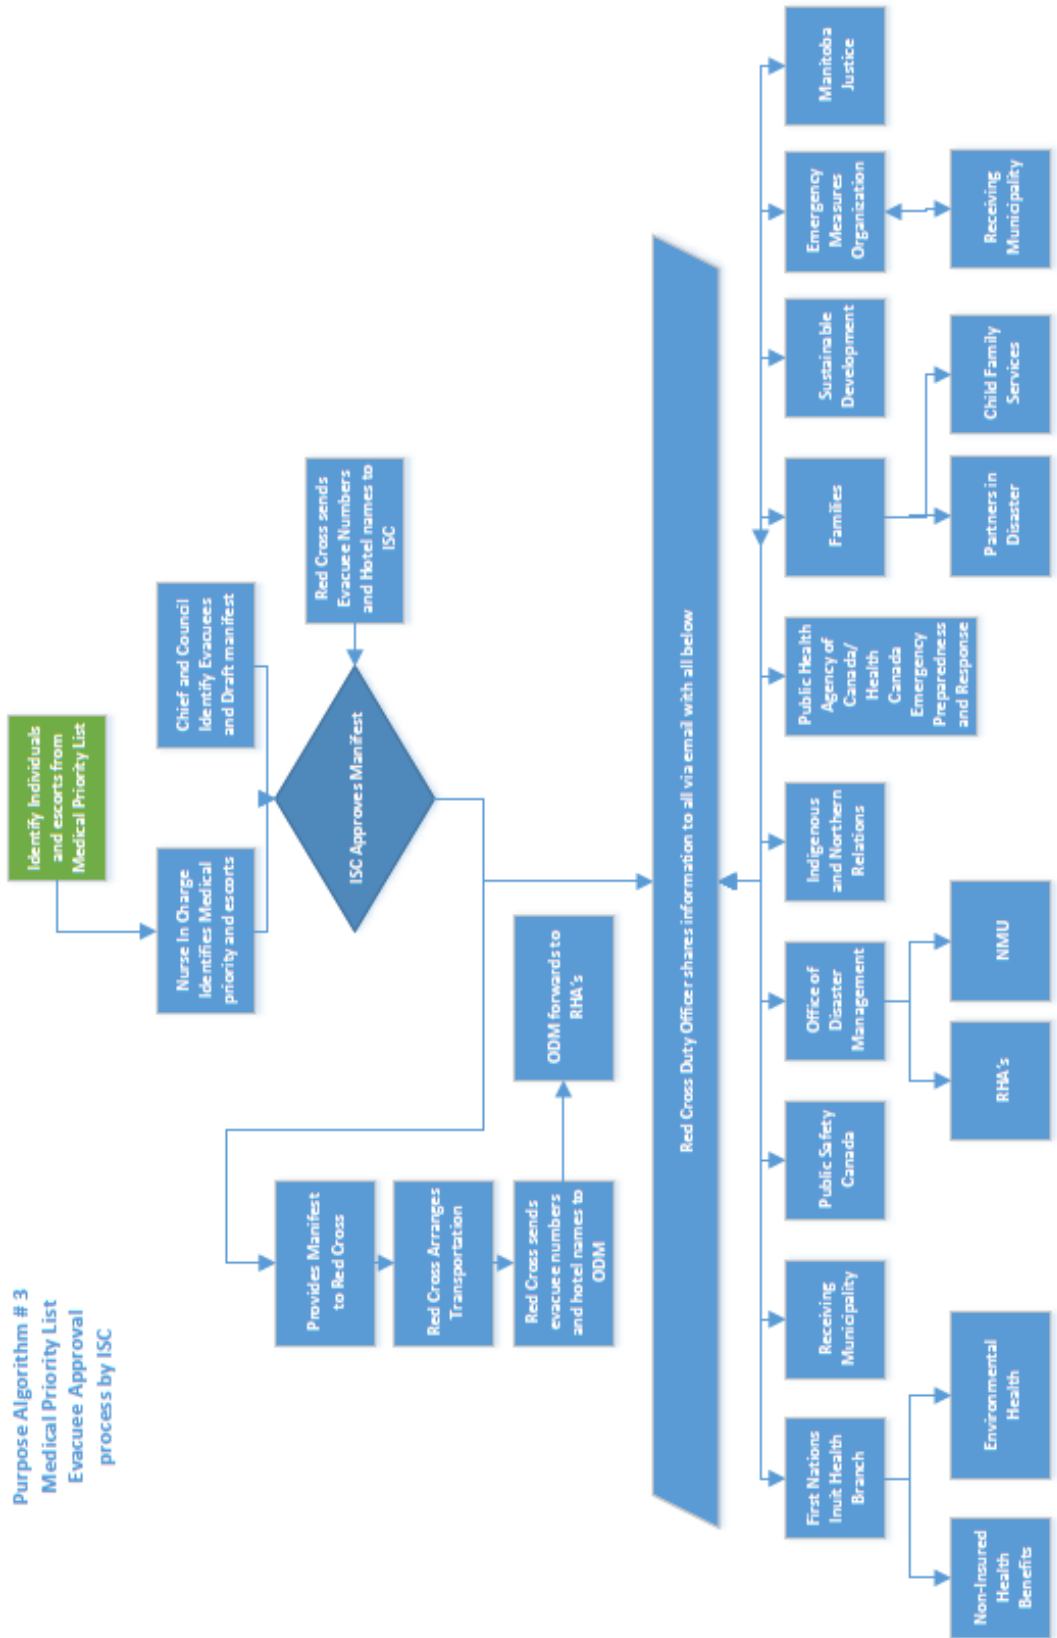 Purpose Algorithm # 3
Medical Priority List
Evacuee Approval
process by ISC
Identify Individuals
and escorts from
Medical Priority List
Nurse In Charge
Identifies Medical
priority and escorts
Chief and Council
Identify Evacuees
and Draft manifest
ISC Approves Manifest
Red Cross sends
Evacuee Numbers
and Hotel names to
ISC
Provides Manifest
to Red Cross
Red Cross Arranges
Transportation
Red Cross sends
evacuee numbers
and hotel names to
ODM
ODM forwards to
RHA's
Red Cross Duty Officer shares information to all via email with all below
First Nations
Inuit Health
Branch
Receiving
Municipality
Public Safety
Canada
Office of
Disaster
Management
Indigenous
and Northern
Relations
Public Health
Agency of
Canada/
Health
Canada
Emergency
Preparedness
and Response
Families
Sustainable
Development
Emergency
Measures
Organization
Manitoba
Justice
Non-Insured
Health
Benefits
Environmental
Health
RHA's
NMU
Partners in
Disaster
Child Family
Services
Receiving
Municipality